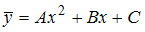 y̅ = Ax² + Bx + C